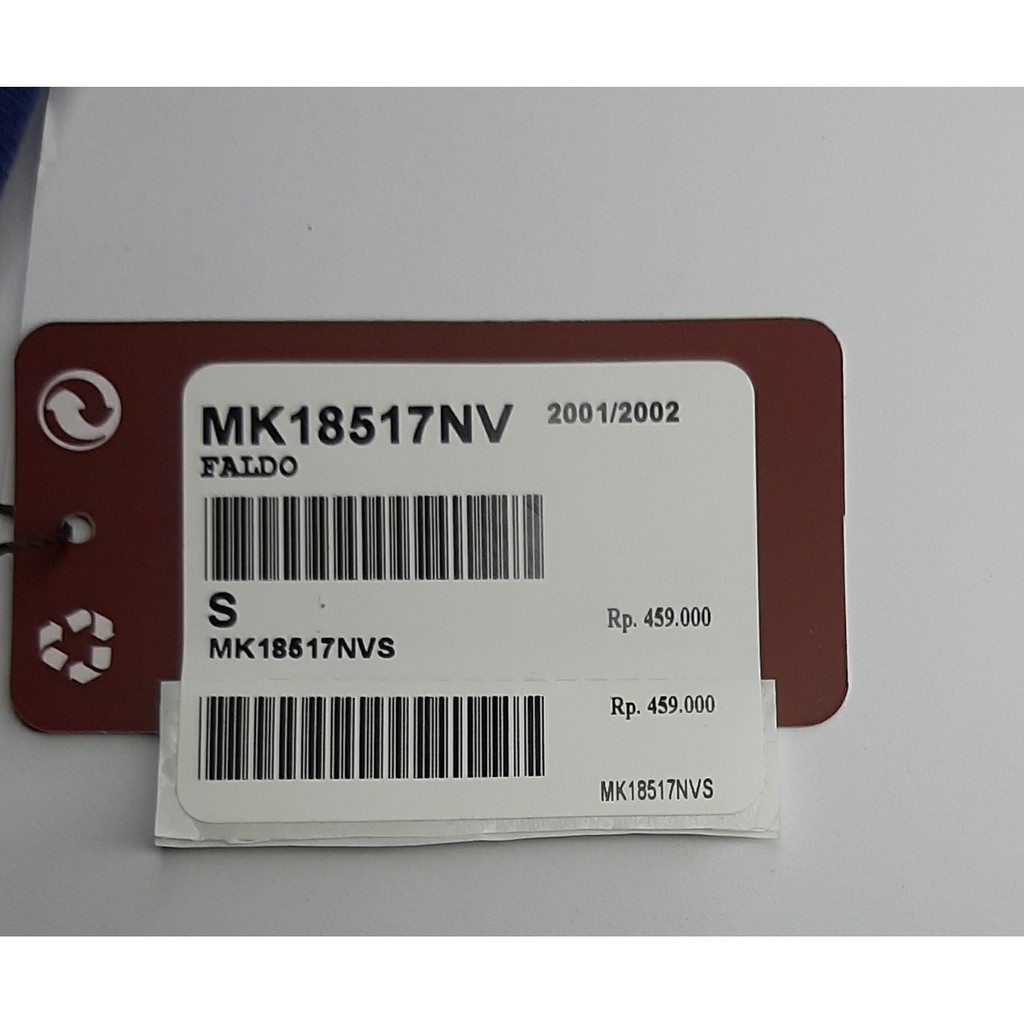 MK18517NV 2001/2002
FALDO
S
Rp. 459.000
MK18517NVS
Rp. 459.000
MK18517NVS